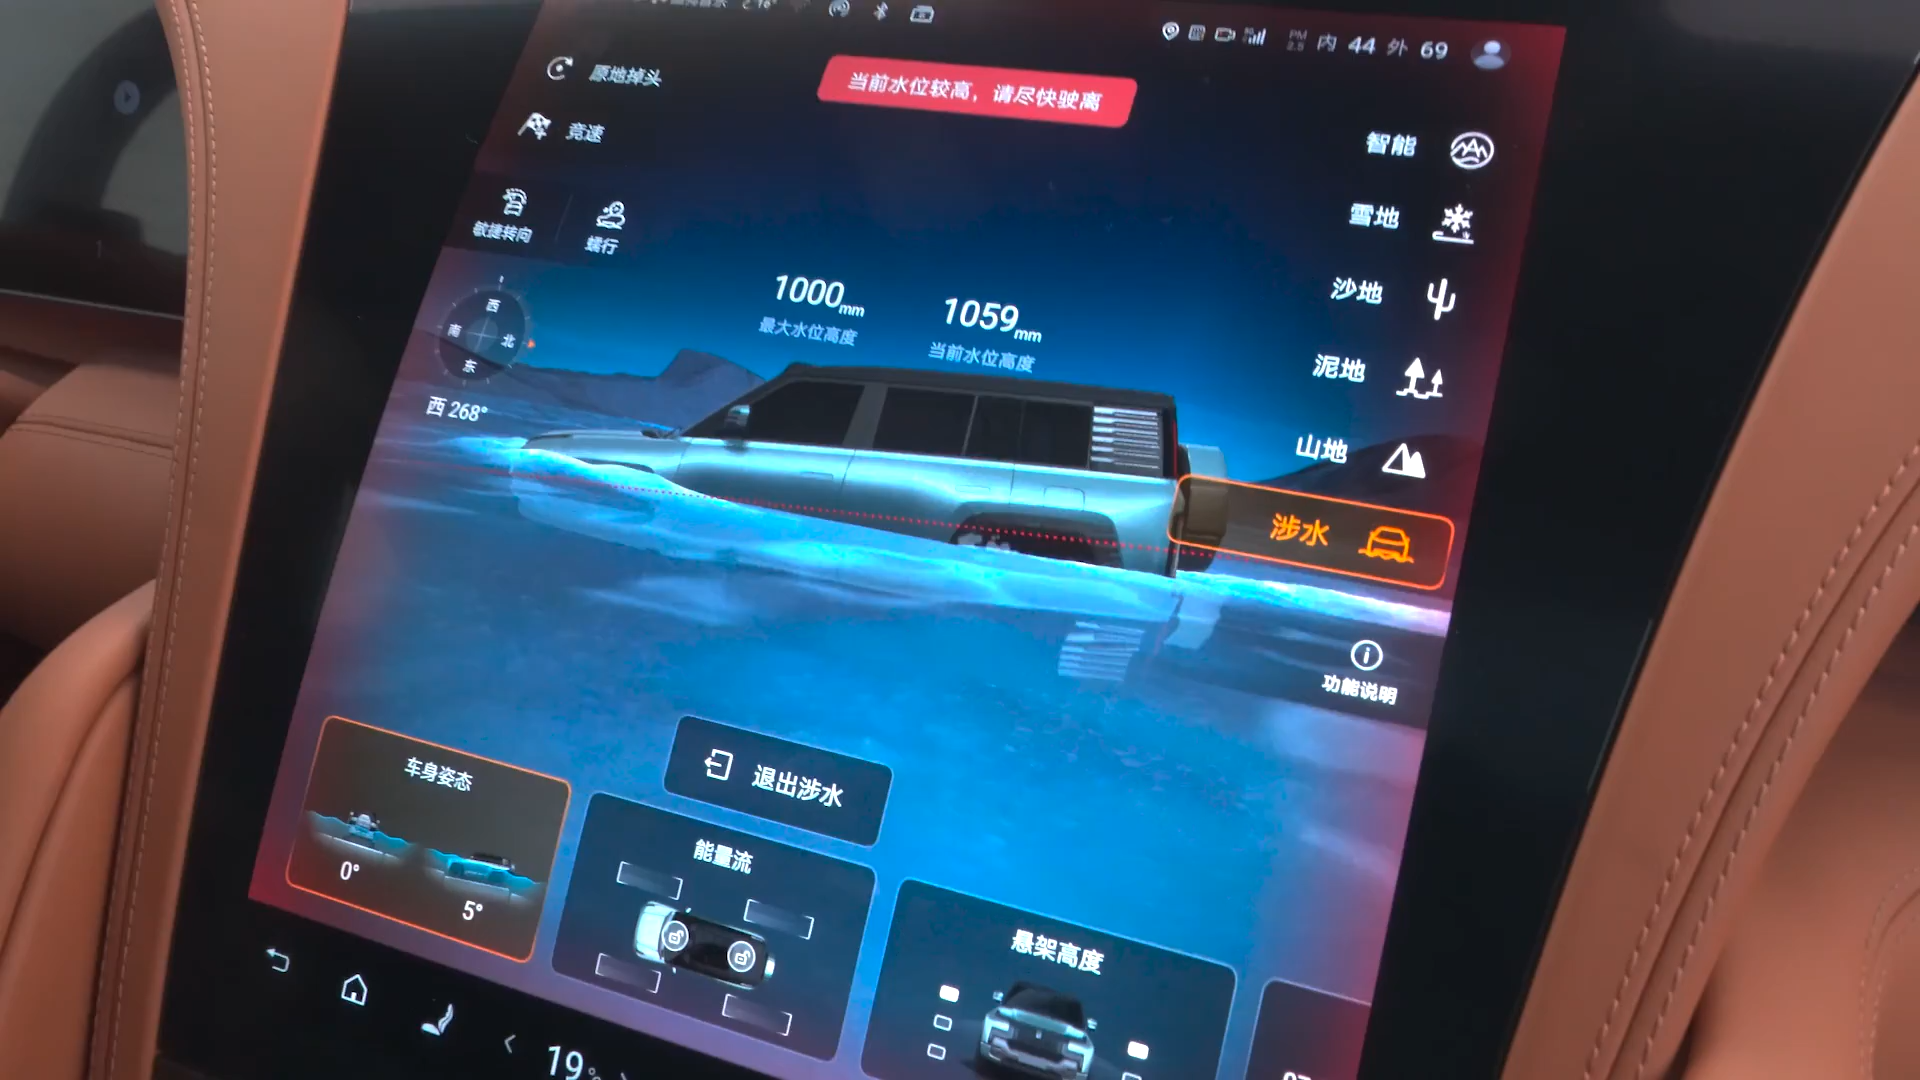 内 44 外 69
PM 2.5
原地掉头
当前水位较高，请尽快驶离
竞速
智能
敏捷转向
蠕行
雪地
1000mm
最大水位高度
1059mm
当前水位高度
沙地
西
南
北
东
泥地
西 268°
山地
涉水
功能说明
车身姿态
0°
5°
退出涉水
能量流
悬架高度
19°